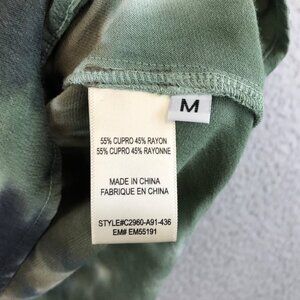 M
55% CUPRO 45% RAYON
55% CUPRO 45% RAYONNE
MADE IN CHINA
FABRIQUE EN CHINA
STYLE#C2960-A91-436
EM# EM55191